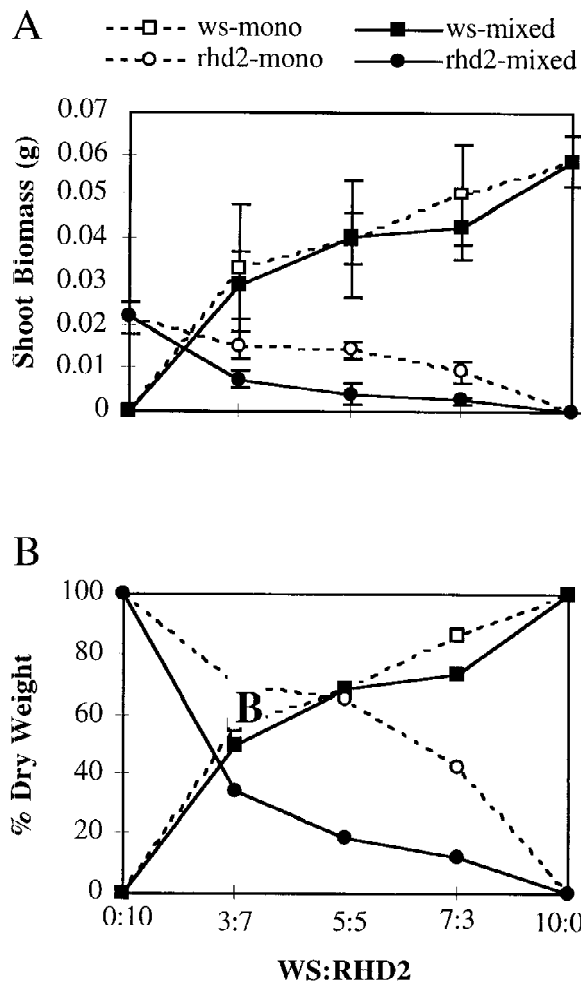 A
ws-mono ws-mixed
rhd2-mono rhd2-mixed
0.07
0.06
0.05
0.04
0.03
0.02
0.01
0
Shoot Biomass (g)
B
100
80
60
40
20
0
% Dry Weight
B
0:10 3:7 5:5 7:3 10:0
WS:RHD2